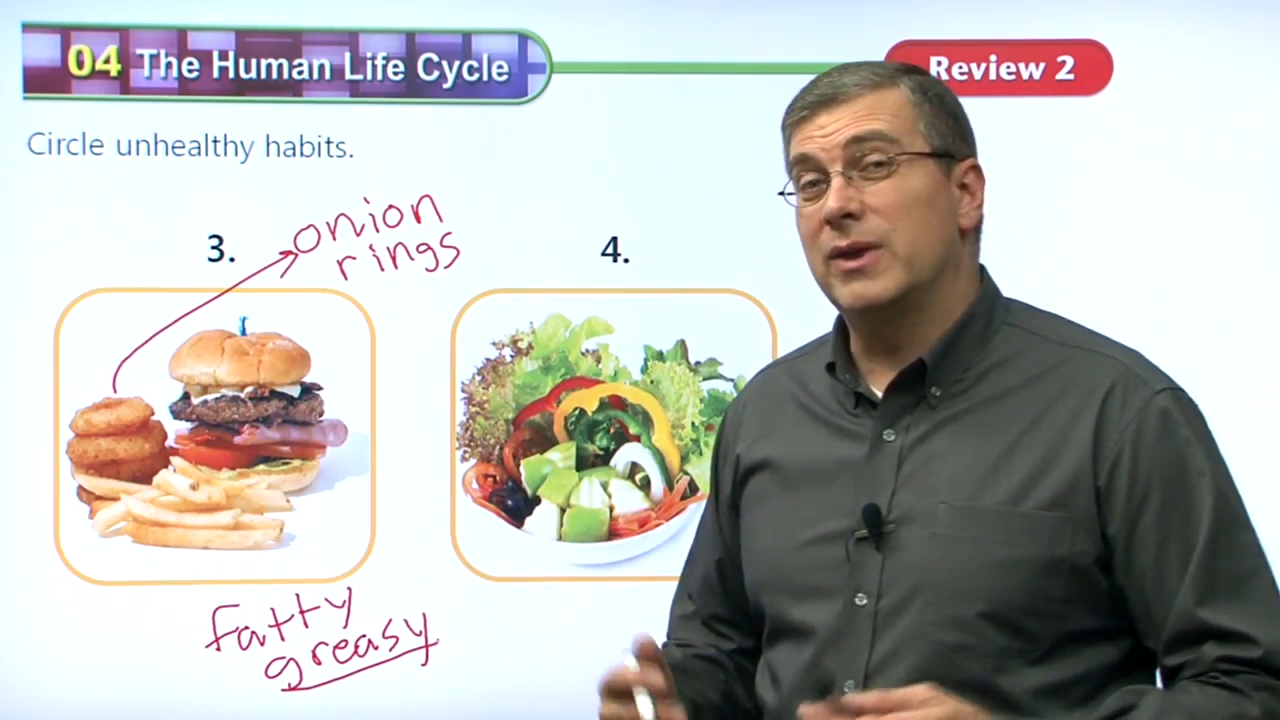 04 The Human Life Cycle
Review 2
Circle unhealthy habits.
3.
onion
rings
4.
fatty
greasy